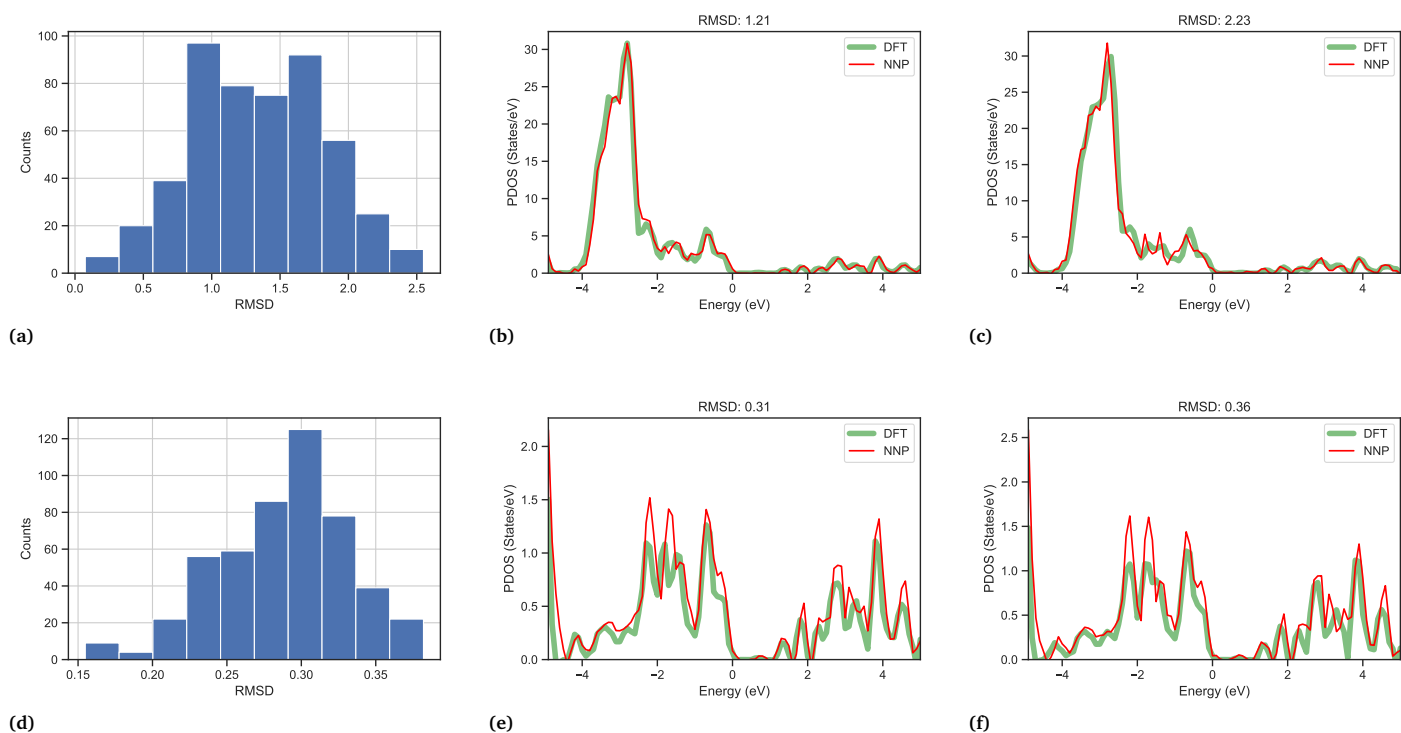 100
80
60
40
20
0
Counts
0.0 0.5 1.0 1.5 2.0 2.5
RMSD
(a)
RMSD: 1.21
DFT
NNP
30
25
20
15
10
5
0
PDOS (States/eV)
−4 −2 0 2 4
Energy (eV)
(b)
RMSD: 2.23
DFT
NNP
30
25
20
15
10
5
0
PDOS (States/eV)
−4 −2 0 2 4
Energy (eV)
(c)
120
100
80
60
40
20
0
Counts
0.15 0.20 0.25 0.30 0.35
RMSD
(d)
RMSD: 0.31
DFT
NNP
2.0
1.5
1.0
0.5
0.0
PDOS (States/eV)
−4 −2 0 2 4
Energy (eV)
(e)
RMSD: 0.36
DFT
NNP
2.5
2.0
1.5
1.0
0.5
0.0
PDOS (States/eV)
−4 −2 0 2 4
Energy (eV)
(f)